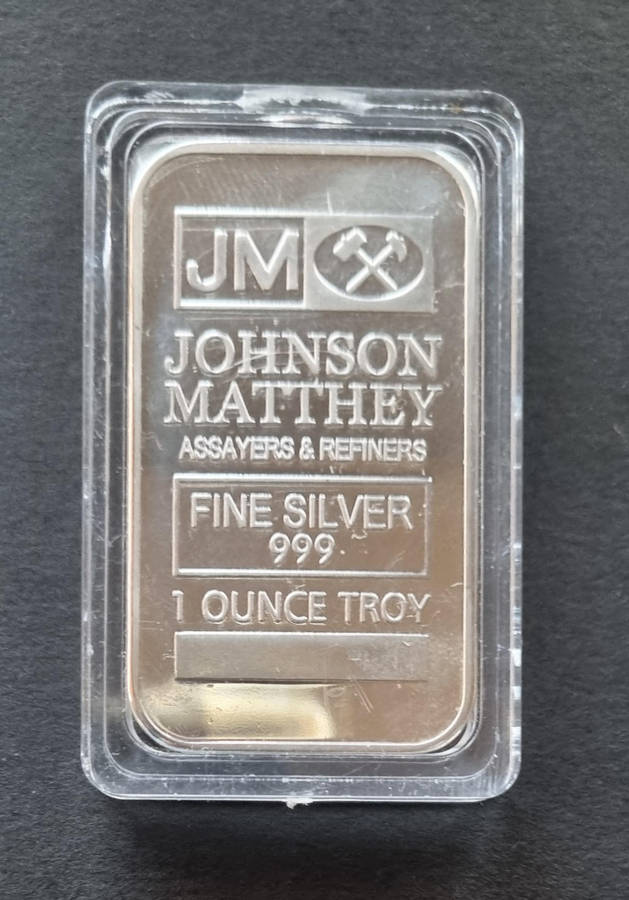 JM
JOHNSON
MATTHEY
ASSAYERS & REFINERS
FINE SILVER
999
1 OUNCE TROY